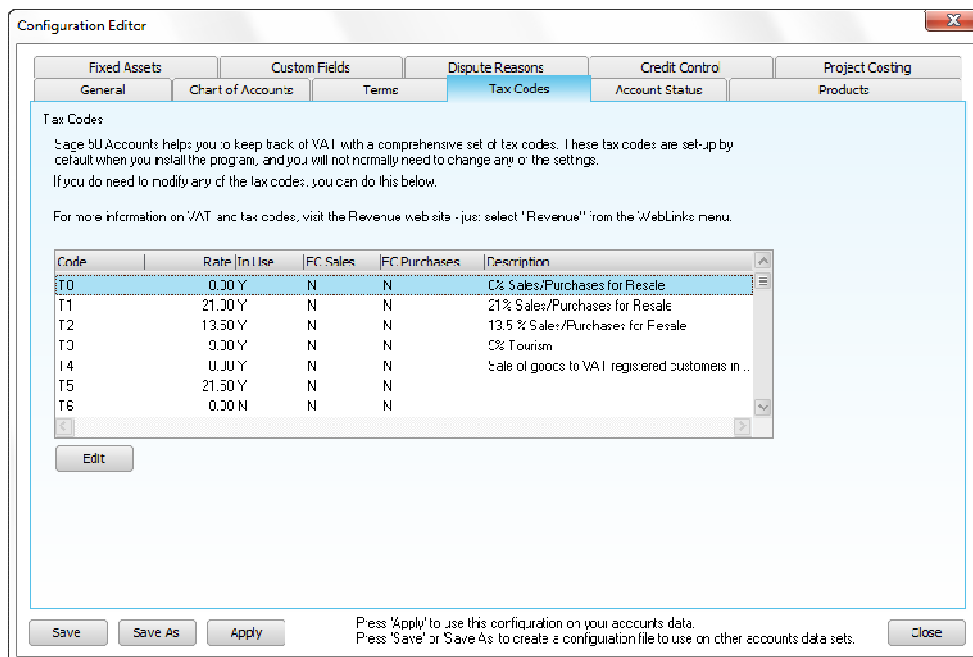 Configuration Editor
Fixed Assets Custom Fields Dispute Reasons Credit Control Project Costing
General Chart of Accounts Terms Tax Codes Account Status Products
Tax Codes
Sage 50 Accounts helps you to keep track of VAT with a comprehensive set of tax codes. These tax codes are set-up by
default when you install the program, and you will not normally need to change any of the settings.
If you do need to modify any of the tax codes, you can do this below.
For more information on VAT and tax codes, visit the Revenue web site - just select "Revenue" from the WebLinks menu.
Code Rate In Use EC Sales EC Purchases Description
T0 0.00 Y N N 0% Sales/Purchases for Resale
T1 21.00 Y N N 21% Sales/Purchases for Resale
T2 13.50 Y N N 13.5 % Sales/Purchases for Resale
T3 9.00 Y N N 9% Tourism
T4 0.00 Y N N Sale of goods to VAT registered customers in ...
T5 21.50 Y N N
T6 0.00 N N N
Edit
Save Save As Apply Press 'Apply' to use this configuration on your accounts data.
Press 'Save' or 'Save As' to create a configuration file to use on other accounts data sets. Close